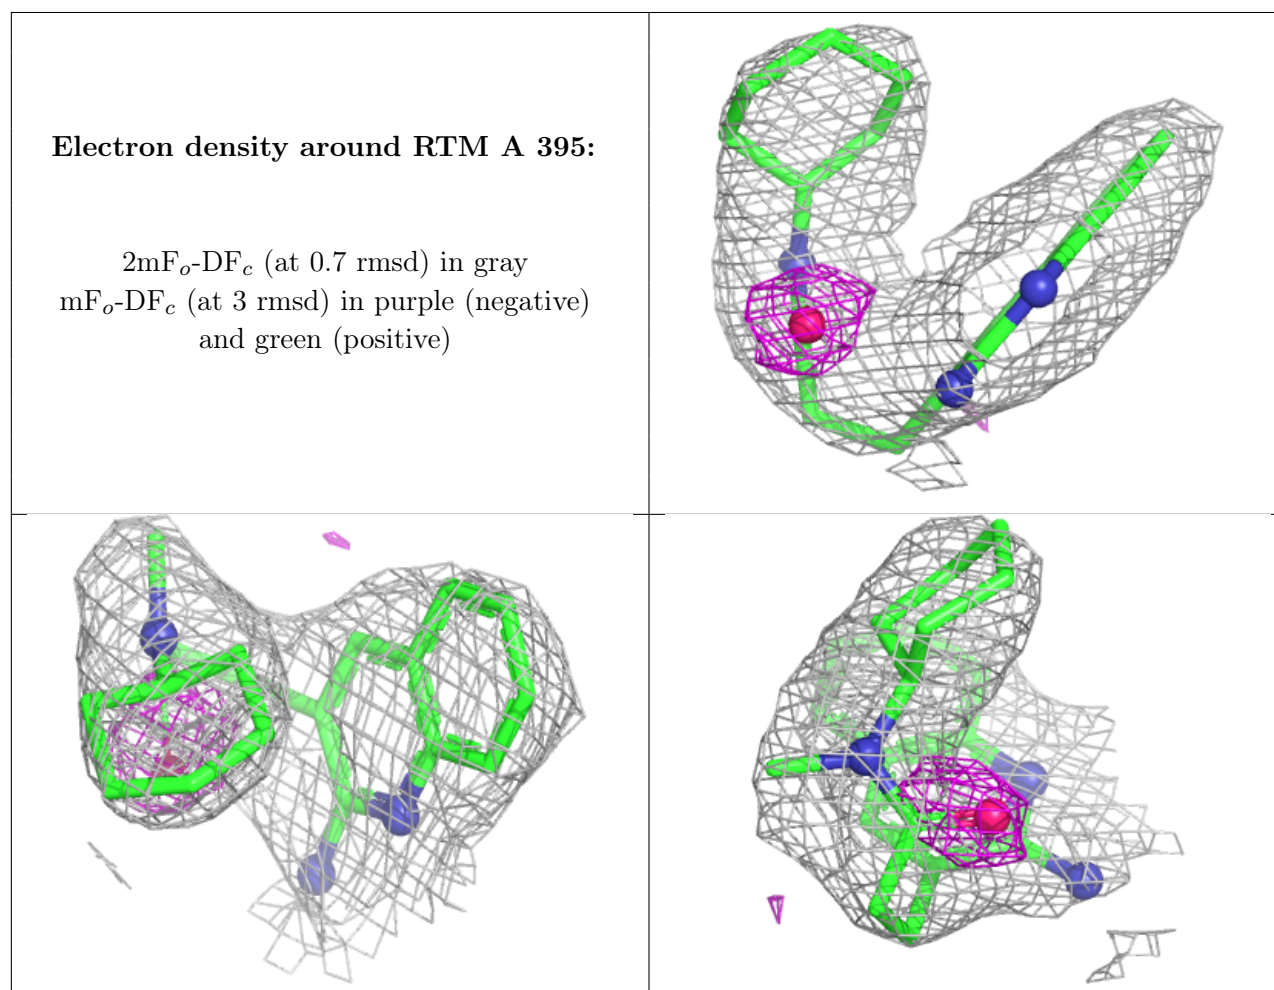 Electron density around RTM A 395:
2mFo-DFc (at 0.7 rmsd) in gray
mFo-DFc (at 3 rmsd) in purple (negative)
and green (positive)